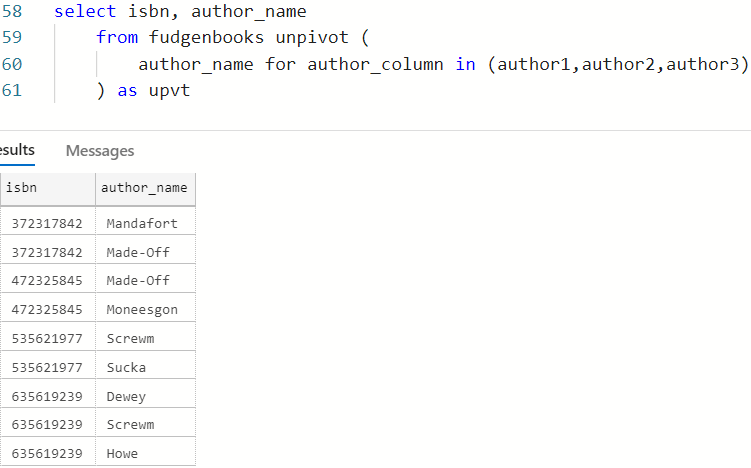 58 select isbn, author_name
59 from fudgenbooks unpivot (
60 author_name for author_column in (author1,author2,author3)
61 ) as upvt
esults Messages
isbn author_name
372317842 Mandafort
372317842 Made-Off
472325845 Made-Off
472325845 Moneesgon
535621977 Screwm
535621977 Sucka
635619239 Dewey
635619239 Screwm
635619239 Howe